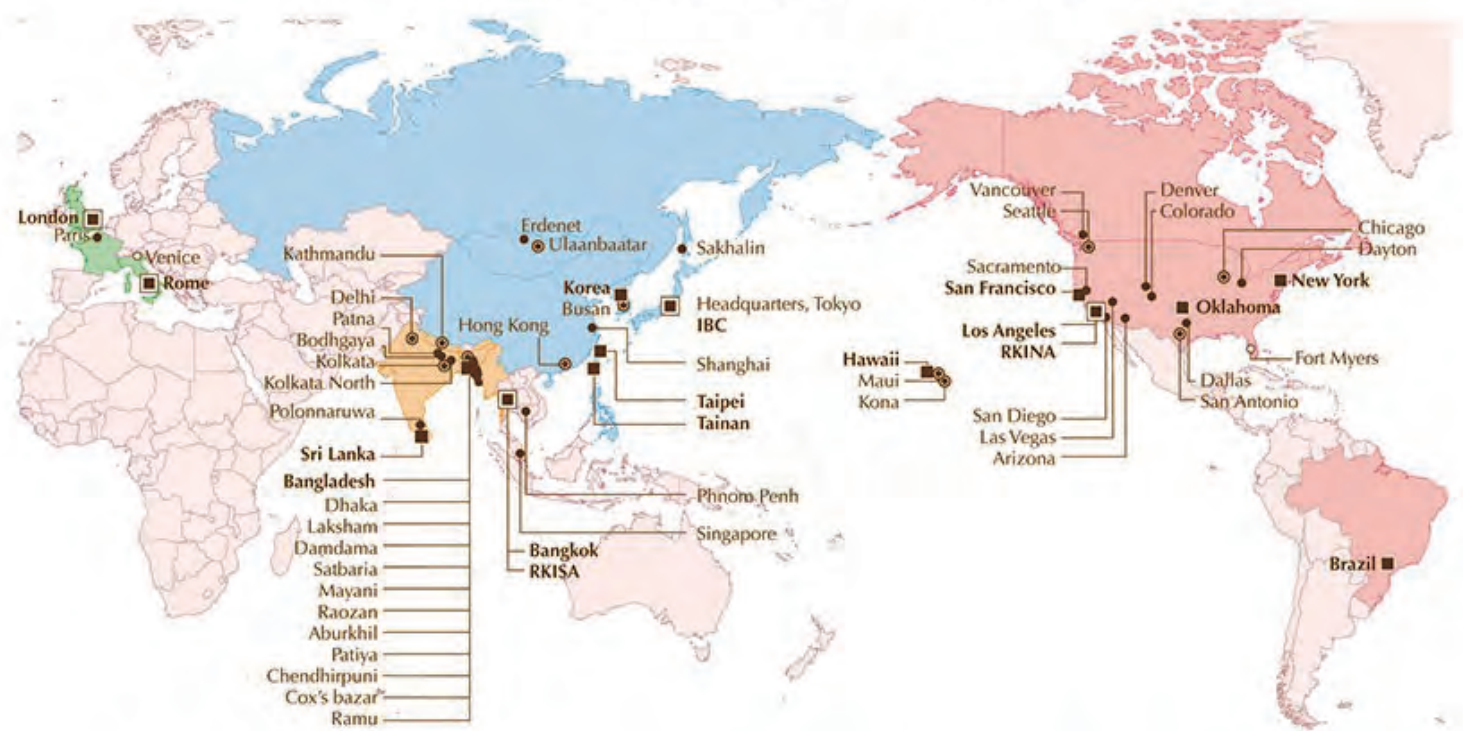 London
Paris
Venice
Rome
Kathmandu
Delhi
Patna
Bodhgaya
Kolkata
Kolkata North
Polonnaruwa
Sri Lanka
Bangladesh
Dhaka
Laksham
Damdama
Satbaria
Mayani
Raozan
Aburkhil
Patiya
Chendhirpuni
Cox's bazar
Ramu
Erdenet
Ulaanbaatar
Sakhalin
Korea
Busan
Headquarters, Tokyo
IBC
Hong Kong
Shanghai
Taipei
Tainan
Phnom Penh
Singapore
Bangkok
RKISA
Hawaii
Maui
Kona
Vancouver
Seattle
Sacramento
San Francisco
Los Angeles
RKINA
San Diego
Las Vegas
Arizona
Denver
Colorado
Chicago
Dayton
New York
Oklahoma
Fort Myers
Dallas
San Antonio
Brazil